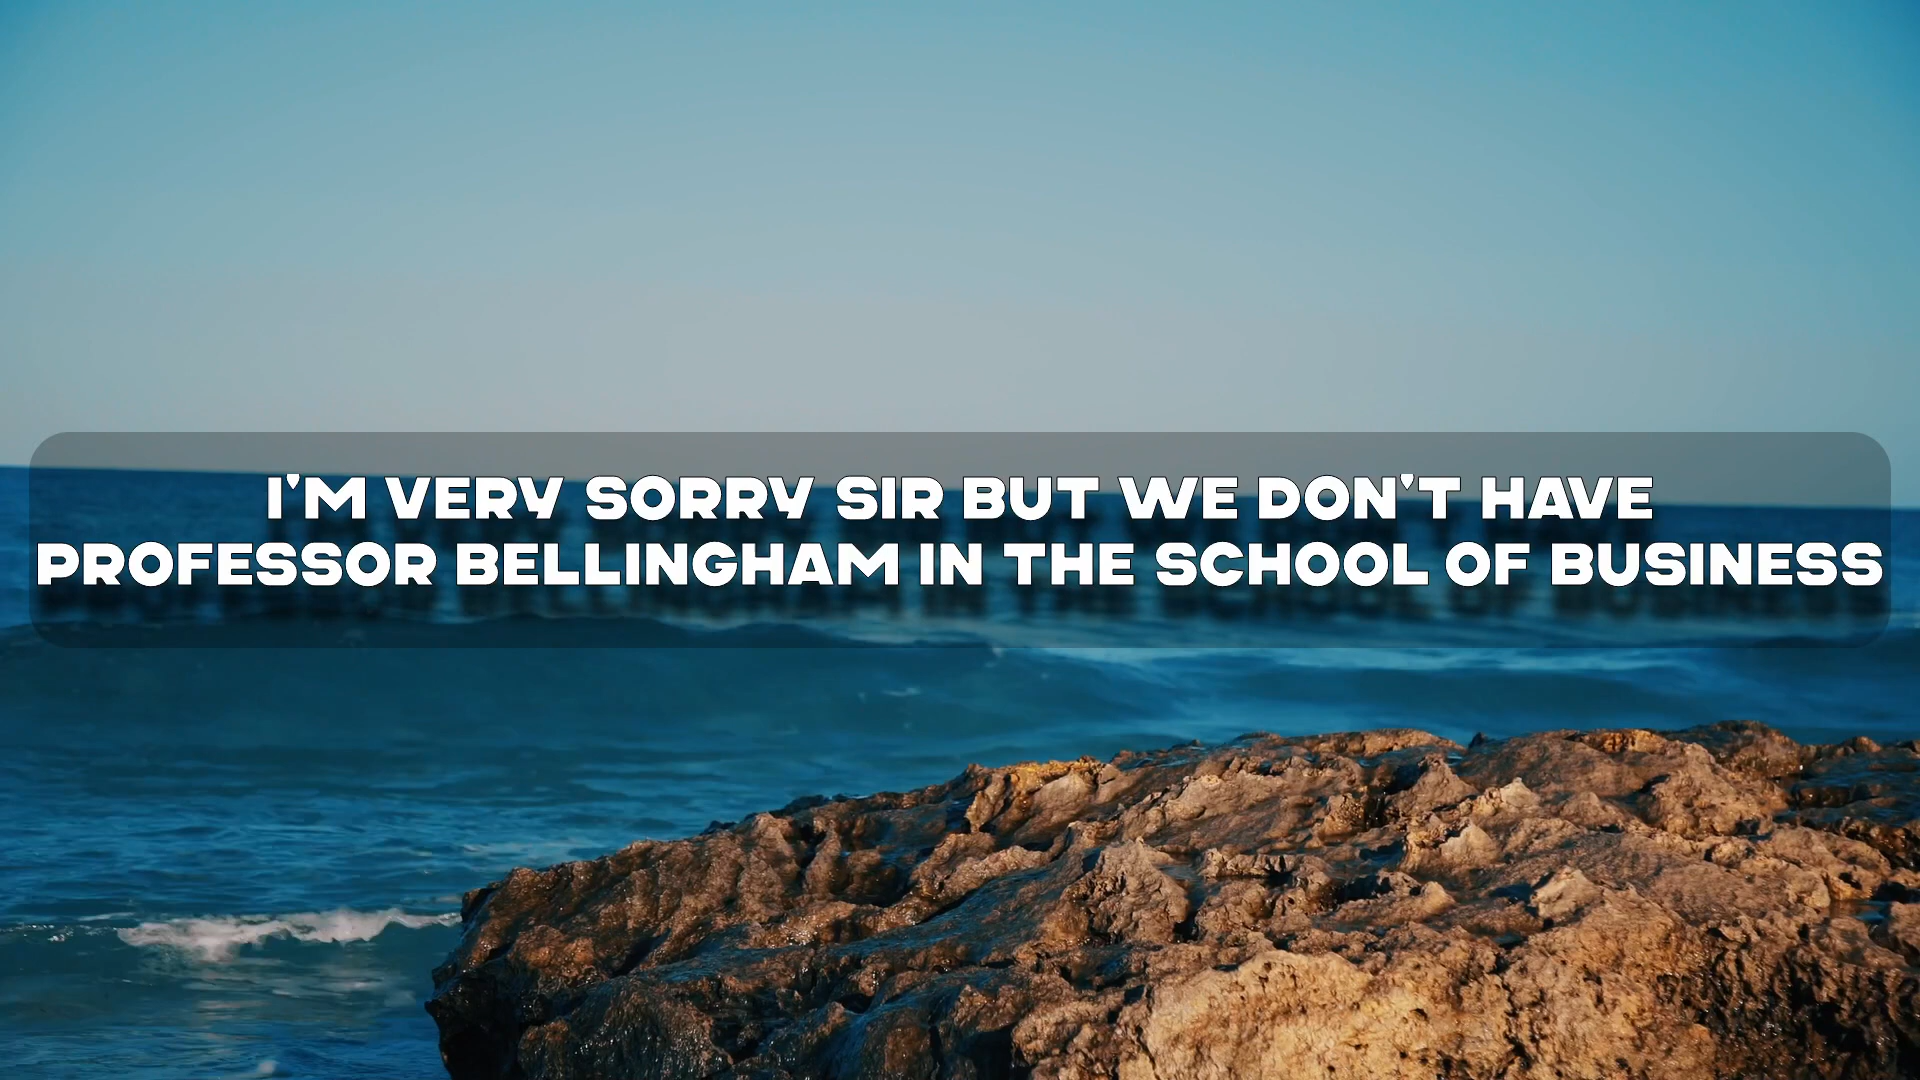 I'M VERY SORRY SIR BUT WE DON'T HAVE
PROFESSOR BELLINGHAM IN THE SCHOOL OF BUSINESS